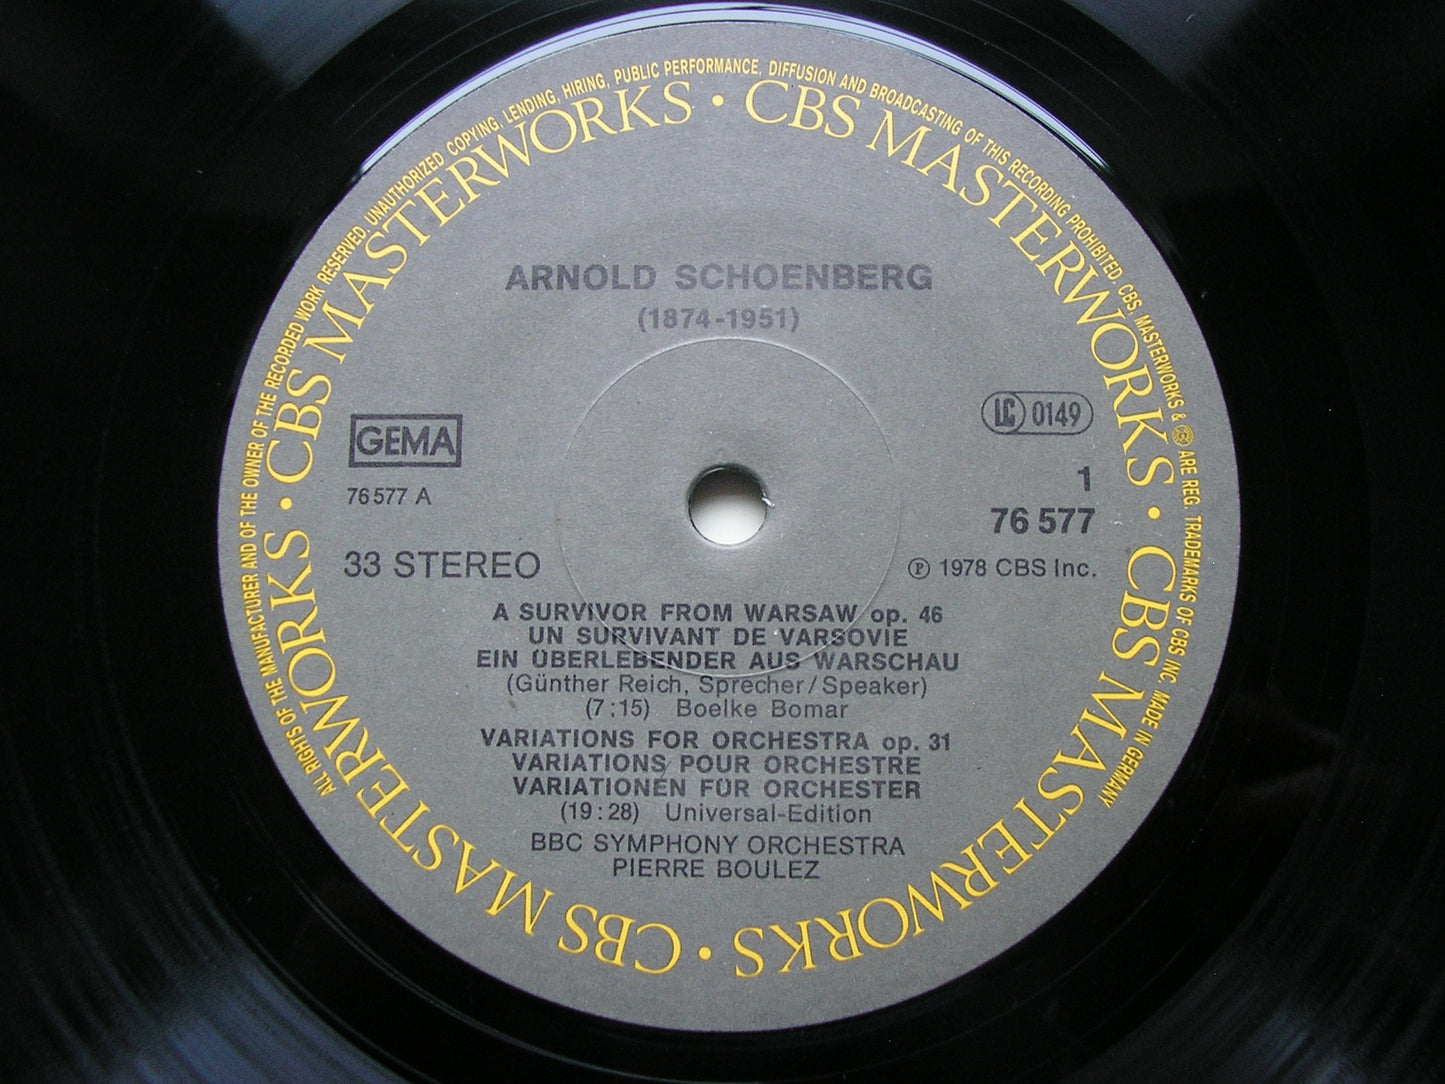 ALL RIGHTS OF THE MANUFACTURER AND OF THE OWNER OF THE RECORDED WORK RESERVED. UNAUTHORIZED COPYING, LENDING, HIRING, PUBLIC PERFORMANCE, DIFFUSION AND BROADCASTING OF THIS RECORDING PROHIBITED. CBS, MASTERWORKS & ARE REG. TRADEMARKS OF CBS INC MADE IN GERMANY
CBS MASTERWORKS • CBS MASTERWORKS • CBS MASTERWORKS • CBS MASTERWORKS •
ARNOLD SCHOENBERG
(1874-1951)
GEMA
LC 0149
76 577 A
1
76 577
33 STEREO
℗ 1978 CBS Inc.
A SURVIVOR FROM WARSAW op. 46
UN SURVIVANT DE VARSOVIE
EIN ÜBERLEBENDER AUS WARSCHAU
(Günther Reich, Sprecher/Speaker)
(7:15) Boelke Bomar
VARIATIONS FOR ORCHESTRA op. 31
VARIATIONS POUR ORCHESTRE
VARIATIONEN FÜR ORCHESTER
(19:28) Universal-Edition
BBC SYMPHONY ORCHESTRA
PIERRE BOULEZ